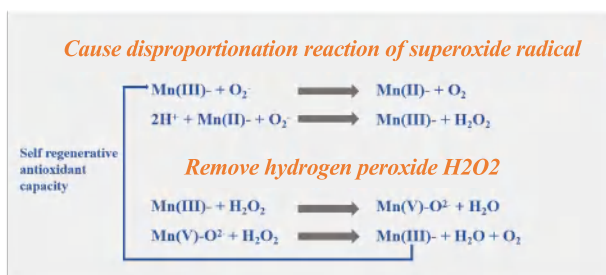 Cause disproportionation reaction of superoxide radical
Mn(III)- + O₂⁻ Mn(II)- + O₂
2H⁺ + Mn(II)- + O₂⁻ Mn(III)- + H₂O₂
Self regenerative
antioxidant
capacity
Remove hydrogen peroxide H2O2
Mn(III)- + H₂O₂ Mn(V)-O²⁻ + H₂O
Mn(V)-O²⁻ + H₂O₂ Mn(III)- + H₂O + O₂